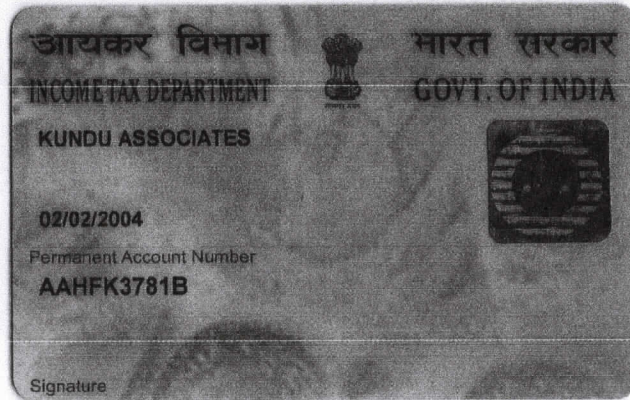 आयकर विभाग
भारत सरकार
INCOME TAX DEPARTMENT
GOVT. OF INDIA
KUNDU ASSOCIATES
02/02/2004
Permanent Account Number
AAHFK3781B
Signature